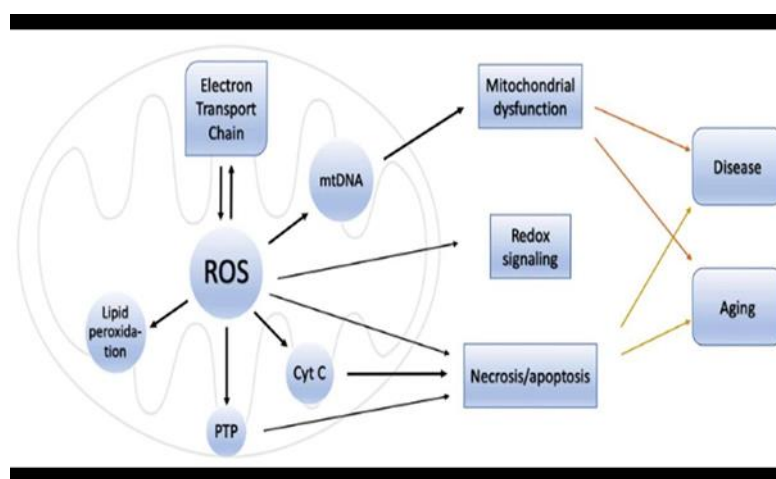 Electron
Transport
Chain
Mitochondrial
dysfunction
mtDNA
Disease
Redox
signaling
ROS
Lipid
peroxida-
tion
Aging
Cyt C
Necrosis/apoptosis
PTP